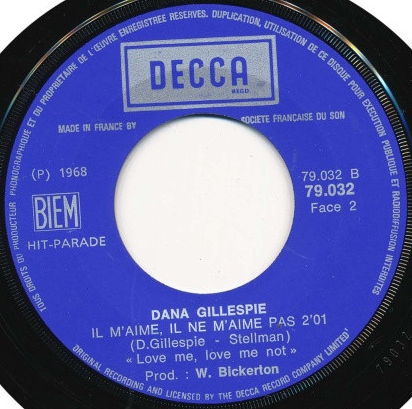 TOUS DROITS DU PRODUCTEUR PHONOGRAPHIQUE ET DU PROPRIETAIRE DE L'ŒUVRE ENREGISTREE RESERVES. DUPLICATION, UTILISATION DE CE DISQUE POUR EXECUTION PUBLIQUE ET RADIODIFFUSION INTERDITES
DECCA
REGD
MADE IN FRANCE BY SOCIETE FRANCAISE DU SON
(P) 1968
BIEM
HIT-PARADE
79.032 B
79.032
Face 2
DANA GILLESPIE
IL M'AIME, IL NE M'AIME PAS 2'01
(D.Gillespie - Stellman)
« Love me, love me not »
Prod. : W. Bickerton
ORIGINAL RECORDING AND LICENSED BY THE DECCA RECORD COMPANY LIMITED